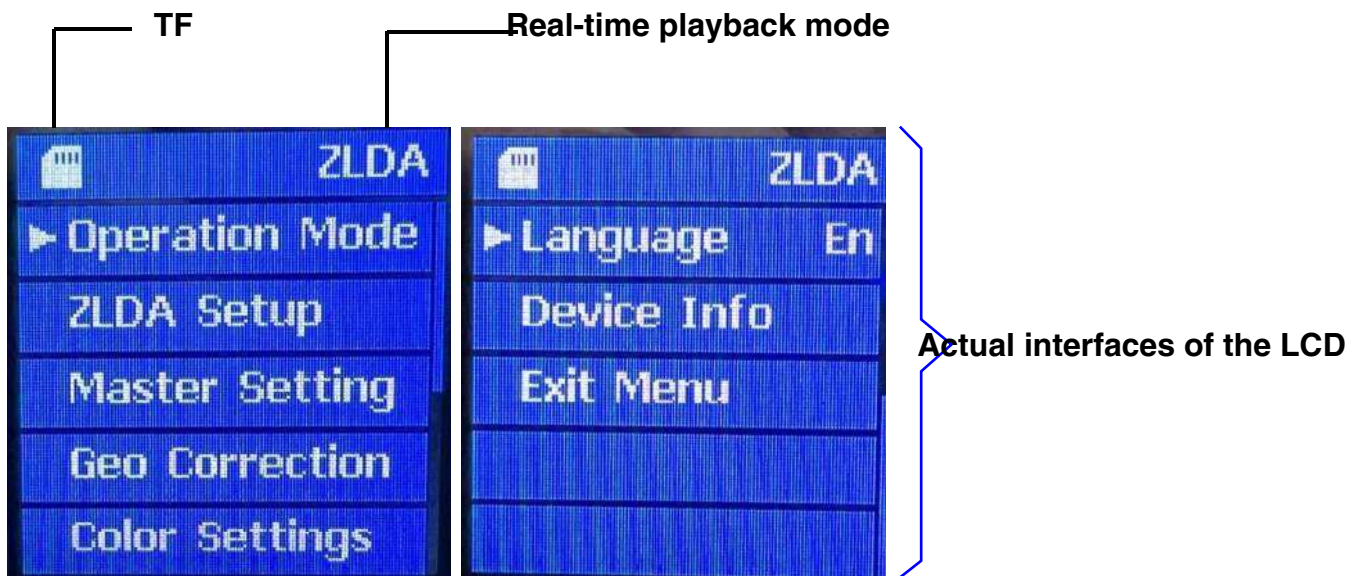 TF
Real-time playback mode
ZLDA
Operation Mode
ZLDA Setup
Master Setting
Geo Correction
Color Settings
ZLDA
Language En
Device Info
Exit Menu
Actual interfaces of the LCD